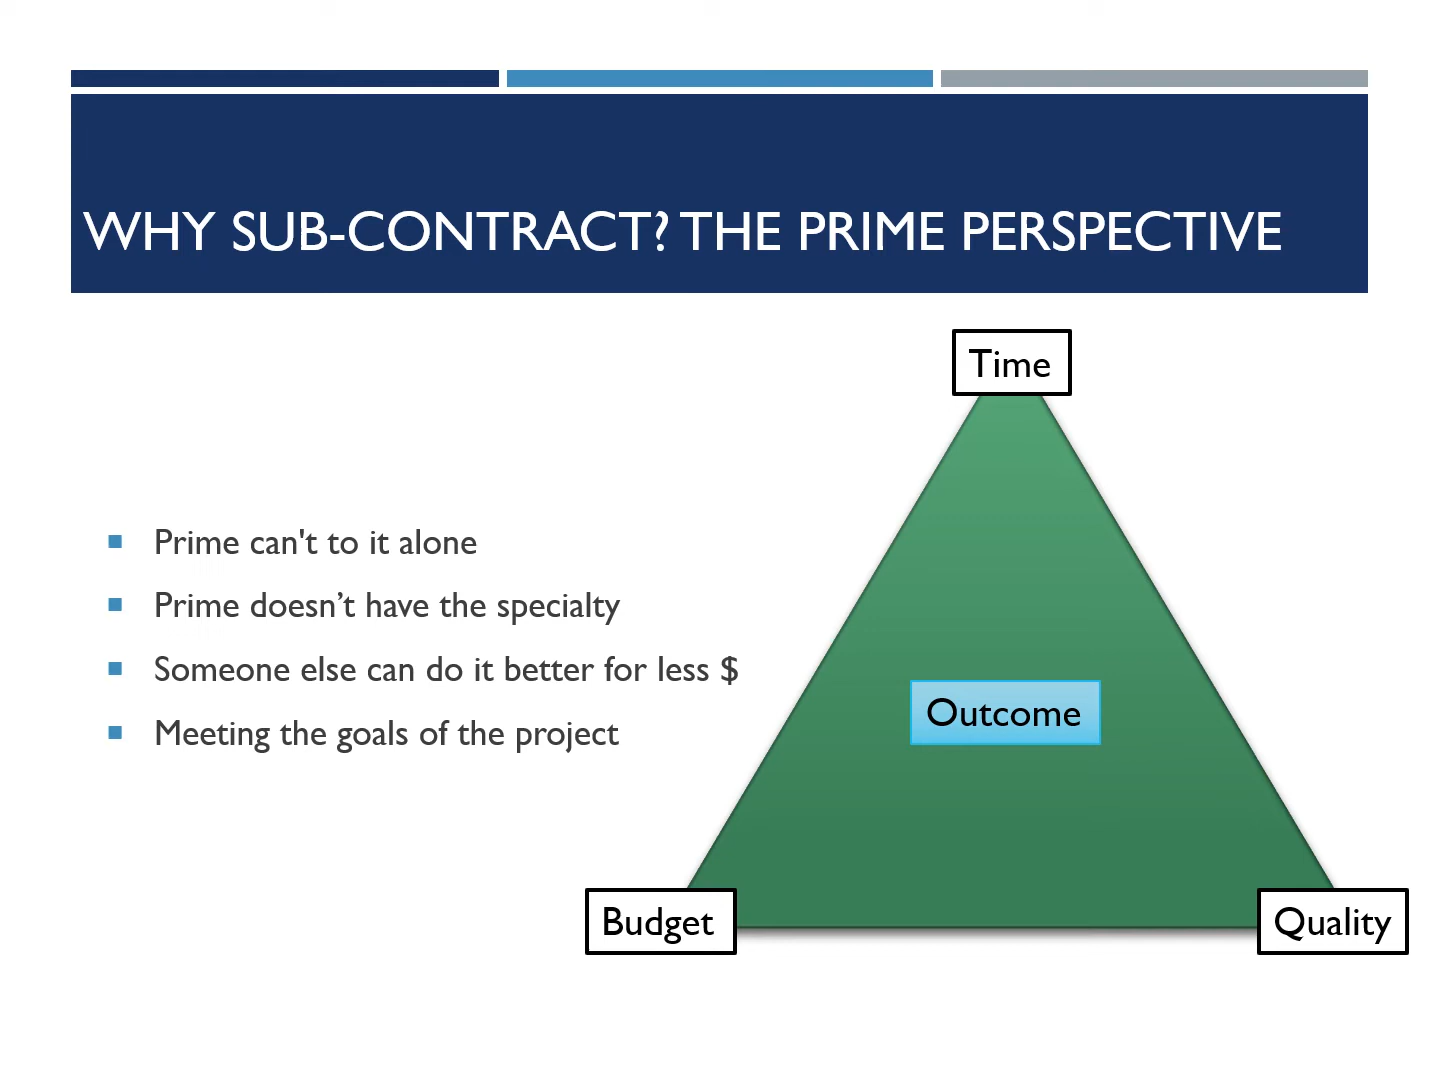 WHY SUB-CONTRACT? THE PRIME PERSPECTIVE
Prime can't to it alone
Prime doesn’t have the specialty
Someone else can do it better for less $
Meeting the goals of the project
Time
Outcome
Budget
Quality